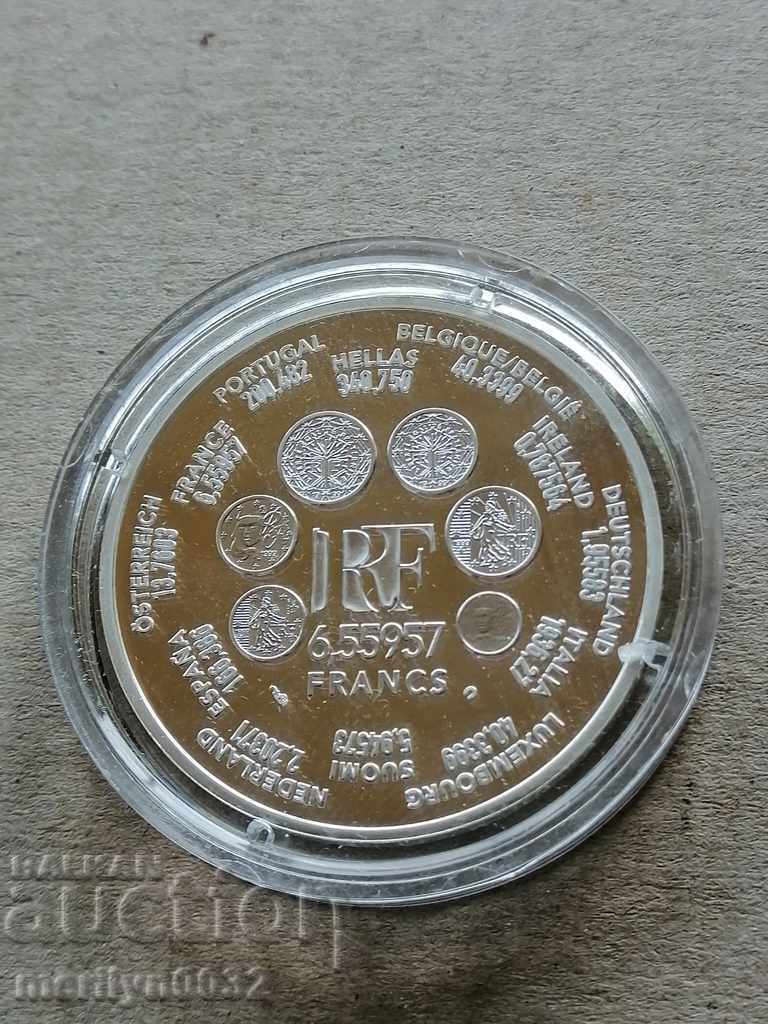 HELLAS
340,750
BELGIQUE/BELGIË
40,3399
IRELAND
0,787564
DEUTSCHLAND
1,95583
ITALIA
1936,27
LUXEMBOURG
40,3399
SUOMI
5,94573
NEDERLAND
2,20371
ESPAÑA
166,386
ÖSTERREICH
13,7603
FRANCE
6,55957
PORTUGAL
200,482
RF
6,55957
FRANCS
BALKAN
auction
merilyn0032